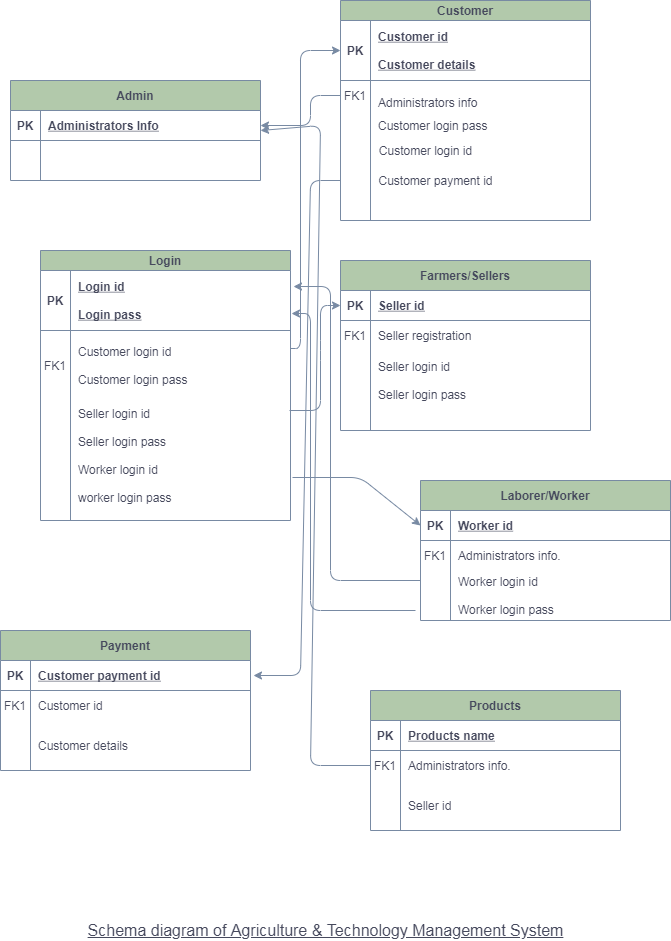 Customer
PK
Customer id
Customer details
FK1
Administrators info
Customer login pass
Customer login id
Customer payment id
Admin
PK
Administrators Info
Login
PK
Login id
Login pass
FK1
Customer login id
Customer login pass
Seller login id
Seller login pass
Worker login id
worker login pass
Farmers/Sellers
PK
Seller id
FK1
Seller registration
Seller login id
Seller login pass
Laborer/Worker
PK
Worker id
FK1
Administrators info.
Worker login id
Worker login pass
Payment
PK
Customer payment id
FK1
Customer id
Customer details
Products
PK
Products name
FK1
Administrators info.
Seller id
Schema diagram of Agriculture & Technology Management System